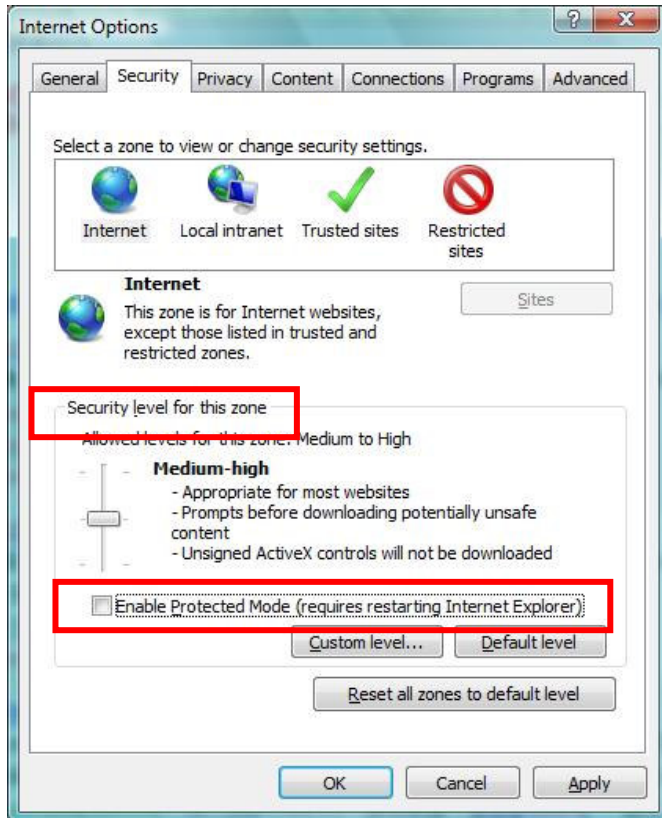 Internet Options
General Security Privacy Content Connections Programs Advanced
Select a zone to view or change security settings.
Internet Local intranet Trusted sites Restricted sites
Internet
This zone is for Internet websites,
except those listed in trusted and
restricted zones.
Sites
Security level for this zone
Allowed levels for this zone: Medium to High
Medium-high
- Appropriate for most websites
- Prompts before downloading potentially unsafe
content
- Unsigned ActiveX controls will not be downloaded
Enable Protected Mode (requires restarting Internet Explorer)
Custom level... Default level
Reset all zones to default level
OK Cancel Apply